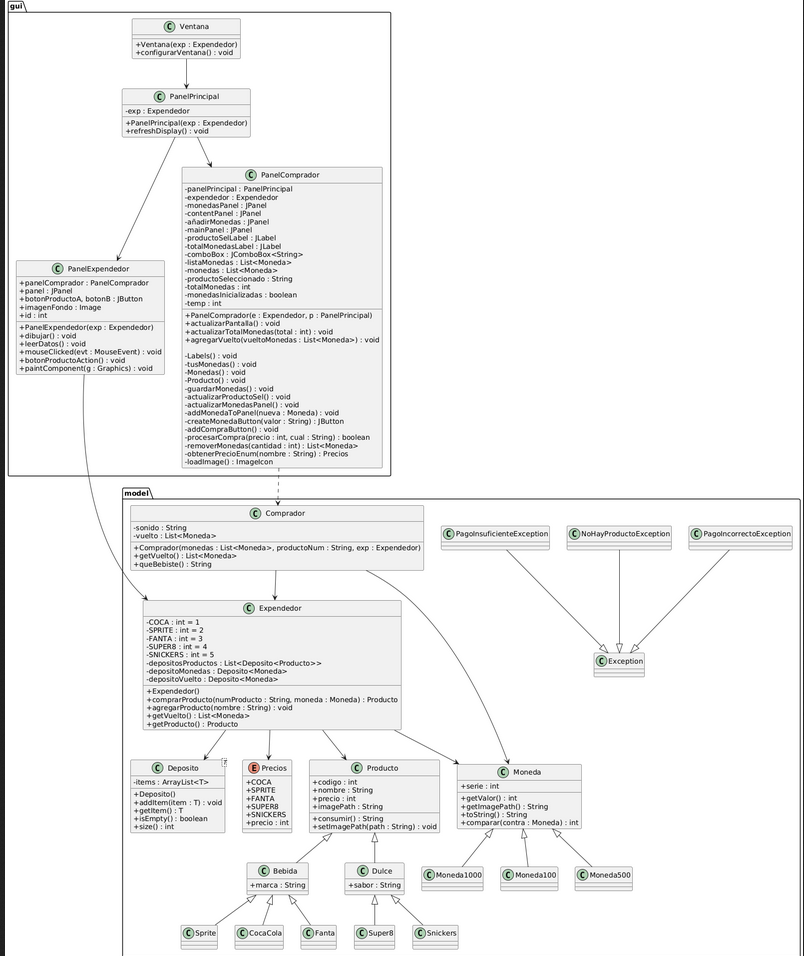 gui
C Ventana
+Ventana(exp : Expendedor)
+configurarVentana() : void
C PanelPrincipal
-exp : Expendedor
+PanelPrincipal(exp : Expendedor)
+refreshDisplay() : void
C PanelComprador
-panelPrincipal : PanelPrincipal
-expendedor : Expendedor
-monedasPanel : JPanel
-contentPanel : JPanel
-añadirMonedas : JPanel
-mainPanel : JPanel
-productoSelLabel : JLabel
-totalMonedasLabel : JLabel
-comboBox : JComboBox<String>
-listaMonedas : List<Moneda>
-monedas : List<Moneda>
-productoSeleccionado : String
-totalMonedas : int
-monedasInicializadas : boolean
-temp : int
+PanelComprador(e : Expendedor, p : PanelPrincipal)
+actualizarPantalla() : void
+actualizarTotalMonedas(total : int) : void
+agregarVuelto(vueltoMonedas : List<Moneda>) : void
-Labels() : void
-tusMonedas() : void
-Monedas() : void
-Producto() : void
-guardarMonedas() : void
-actualizarProductoSel() : void
-actualizarMonedasPanel() : void
-addMonedaToPanel(nueva : Moneda) : void
-createMonedaButton(valor : String) : JButton
-addCompraButton() : void
-procesarCompra(precio : int, cual : String) : boolean
-removerMonedas(cantidad : int) : List<Moneda>
-obtenerPrecioEnum(nombre : String) : Precios
-loadImage() : ImageIcon
C PanelExpendedor
+panelComprador : PanelComprador
+panel : JPanel
+botonProductoA, botonB : JButton
+imagenFondo : Image
+id : int
+PanelExpendedor(exp : Expendedor)
+dibujar() : void
+leerDatos() : void
+mouseClicked(evt : MouseEvent) : void
+botonProductoAction() : void
+paintComponent(g : Graphics) : void
model
C Comprador
-sonido : String
-vuelto : List<Moneda>
+Comprador(monedas : List<Moneda>, productoNum : String, exp : Expendedor)
+getVuelto() : List<Moneda>
+queBebiste() : String
C PagoInsuficienteException
C NoHayProductoException
C PagoIncorrectoException
C Exception
C Expendedor
-COCA : int = 1
-SPRITE : int = 2
-FANTA : int = 3
-SUPER8 : int = 4
-SNICKERS : int = 5
-depositosProductos : List<Deposito<Producto>>
-depositoMonedas : Deposito<Moneda>
-depositoVuelto : Deposito<Moneda>
+Expendedor()
+comprarProducto(numProducto : String, moneda : Moneda) : Producto
+agregarProducto(nombre : String) : void
+getVuelto() : List<Moneda>
+getProducto() : Producto
C Deposito
T
-items : ArrayList<T>
+Deposito()
+addItem(item : T) : void
+getItem() : T
+isEmpty() : boolean
+size() : int
E Precios
+COCA
+SPRITE
+FANTA
+SUPER8
+SNICKERS
+precio : int
C Producto
+codigo : int
+nombre : String
+precio : int
+imagePath : String
+consumir() : String
+setImagePath(path : String) : void
C Moneda
+serie : int
+getValor() : int
+getImagePath() : String
+toString() : String
+comparar(contra : Moneda) : int
C Bebida
+marca : String
C Dulce
+sabor : String
C Moneda1000
C Moneda100
C Moneda500
C Sprite
C CocaCola
C Fanta
C Super8
C Snickers